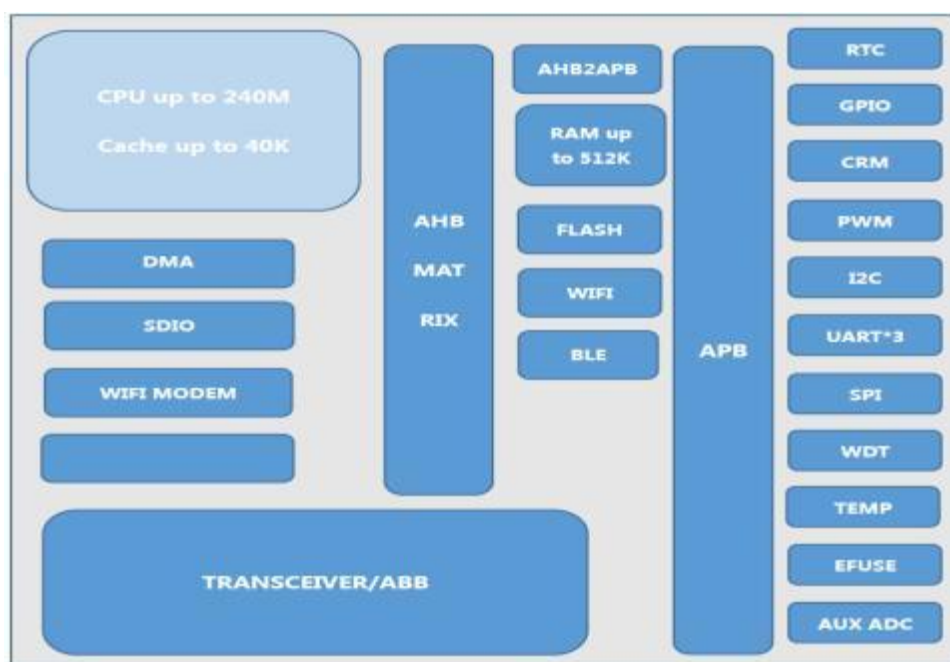 CPU up to 240M
Cache up to 40K
DMA
SDIO
WIFI MODEM
AHB
MAT
RIX
AHB2APB
RAM up
to 512K
FLASH
WIFI
BLE
APB
RTC
GPIO
CRM
PWM
I2C
UART*3
SPI
WDT
TEMP
EFUSE
AUX ADC
TRANSCEIVER/ABB